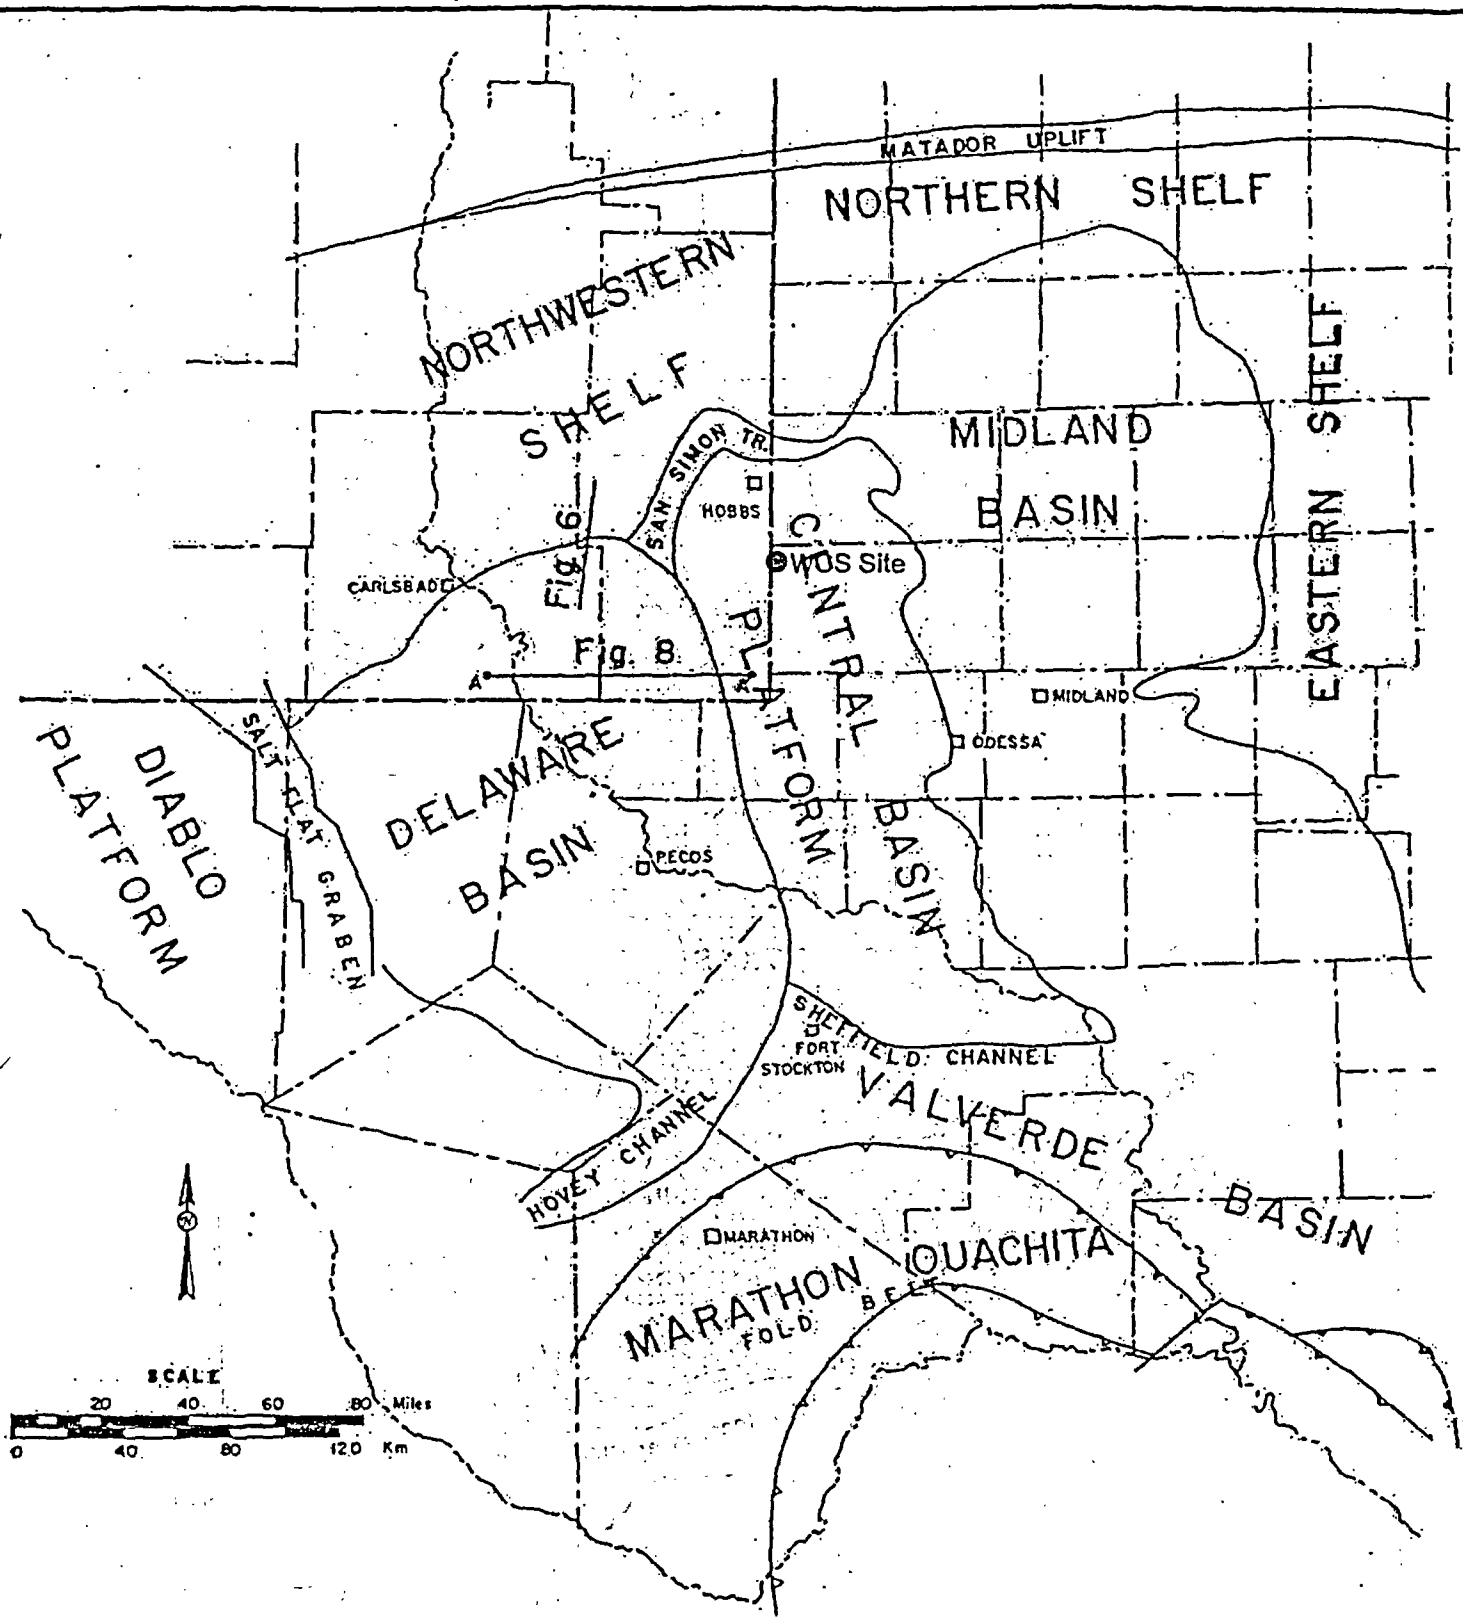 MATADOR UPLIFT
NORTHERN SHELF
NORTHWESTERN
SHELF
EASTERN SHELF
SAN SIMON TR.
MIDLAND
BASIN
HOBBS
Fig 6
CENTRAL
WCS Site
CARLSBAD
PLATFORM
Fig. 8
A
MIDLAND
ODESSA
SALT FLAT GRABEN
DIABLO
PLATFORM
DELAWARE
BASIN
BASIN
PECOS
SHEFFIELD CHANNEL
FORT
STOCKTON
VALVERDE
BASIN
HOVEY CHANNEL
N
MARATHON
MARATHON OUACHITA
FOLD BELT
SCALE
20 40 60 80 Miles
0 40 80 120 Km